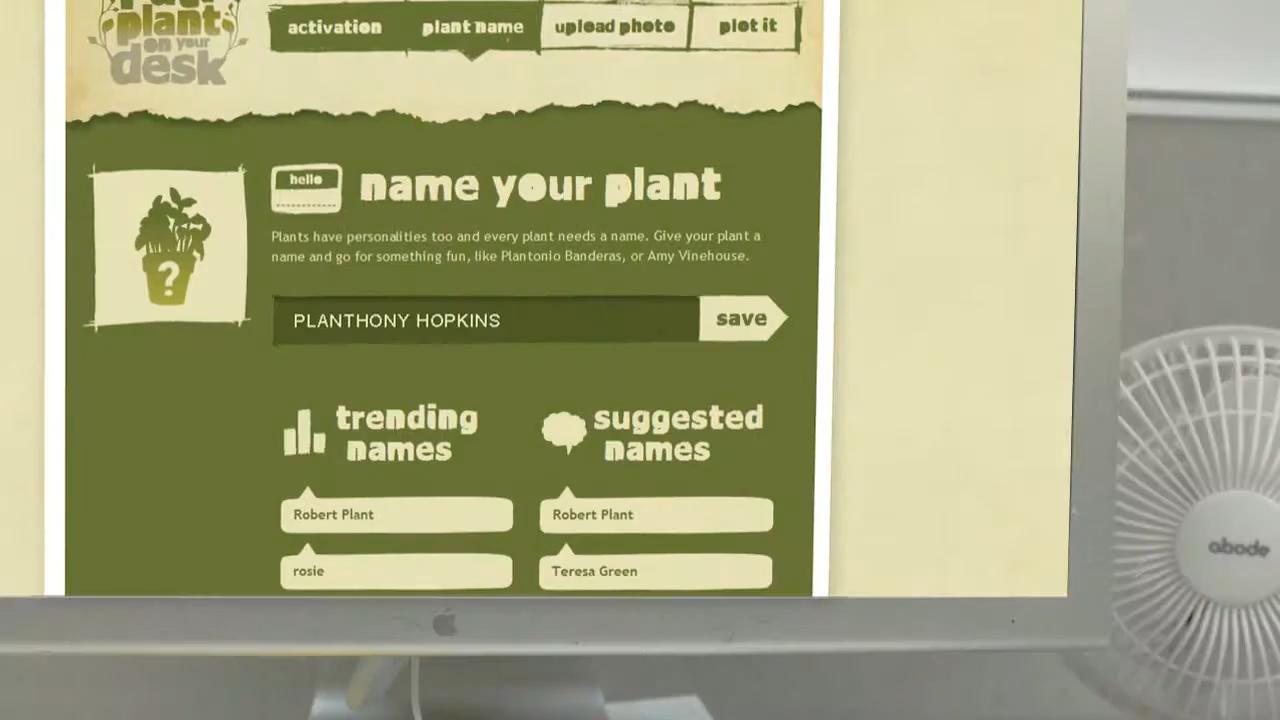 plant
on your
desk
activation
plant name
upload photo
plot it
hello
name your plant
Plants have personalities too and every plant needs a name. Give your plant a
name and go for something fun, like Plantonio Banderas, or Amy Vinehouse.
?
PLANTHONY HOPKINS
save
trending
names
suggested
names
Robert Plant
Robert Plant
rosie
Teresa Green
abode